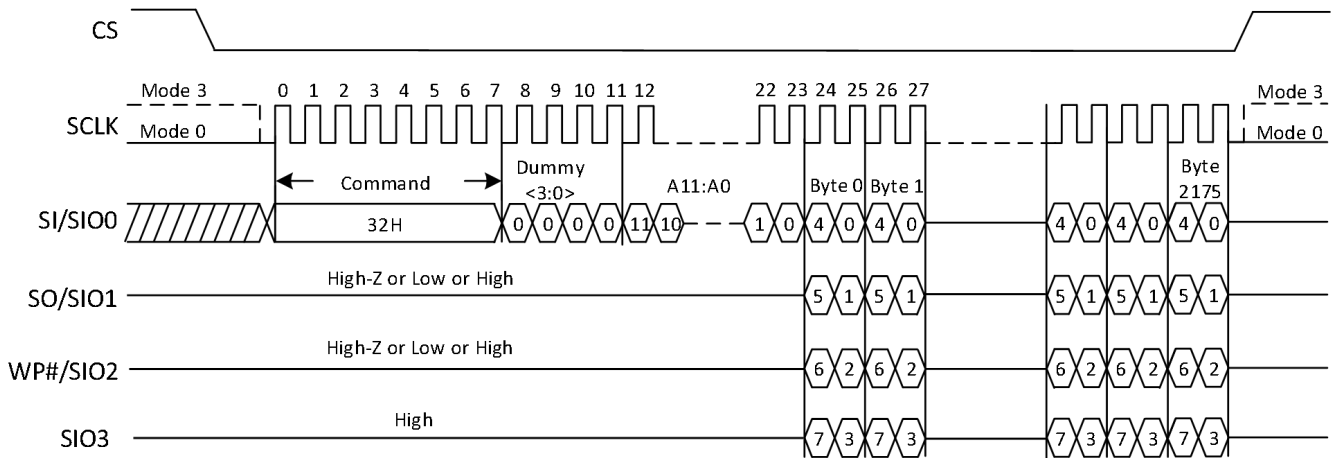 CS
Mode 3 0 1 2 3 4 5 6 7 8 9 10 11 12 22 23 24 25 26 27 Mode 3
SCLK
Mode 0 Mode 0
Command Dummy <3:0> A11:A0 Byte 0 Byte 1 Byte 2175
SI/SIO0 32H 0 0 0 0 11 10 1 0 4 0 4 0 4 0 4 0 4 0
High-Z or Low or High
SO/SIO1 5 1 5 1 5 1 5 1 5 1
High-Z or Low or High
WP#/SIO2 6 2 6 2 6 2 6 2 6 2
High
SIO3 7 3 7 3 7 3 7 3 7 3